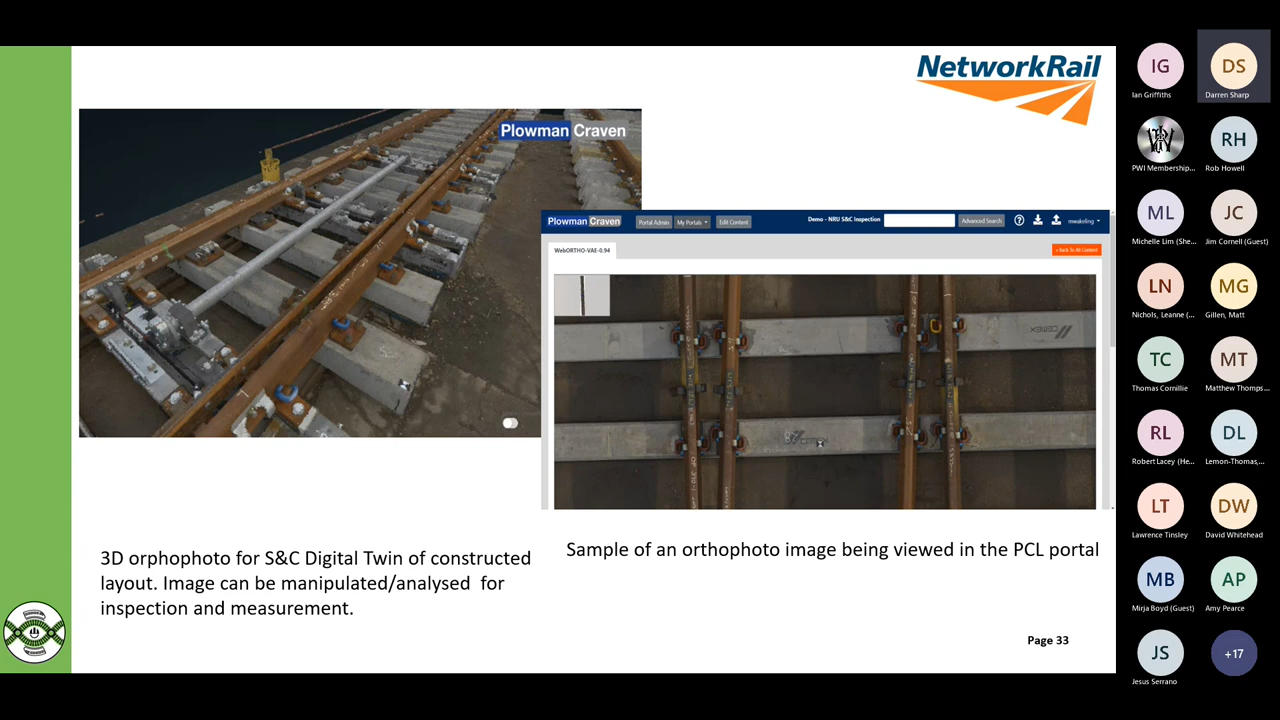 NetworkRail
Plowman Craven
Plowman Craven
Portal Admin
My Portals
Edit Content
Demo - NRU S&C Inspection
Advanced Search
mwakeling
WebORTHO-VAE-0.94
< Back To All Content
CEMEX
3D orphophoto for S&C Digital Twin of constructed
layout. Image can be manipulated/analysed for
inspection and measurement.
Sample of an orthophoto image being viewed in the PCL portal
Page 33
IG
DS
Ian Griffiths
Darren Sharp
RH
PWI Membership...
Rob Howell
ML
JC
Michelle Lim (She...
Jim Cornell (Guest)
LN
MG
Nichols, Leanne (...
Gillen, Matt
TC
MT
Thomas Cornillie
Matthew Thomps...
RL
DL
Robert Lacey (He...
Lemon-Thomas,...
LT
DW
Lawrence Tinsley
David Whitehead
MB
AP
Mirja Boyd (Guest)
Amy Pearce
JS
+17
Jesus Serrano